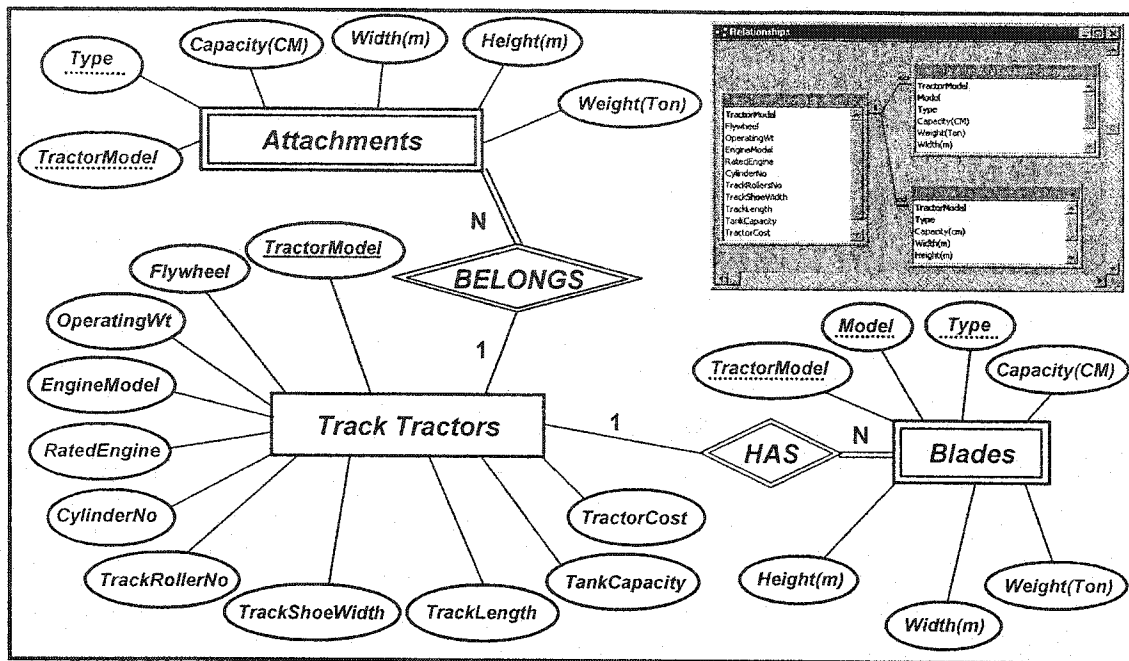 Type
Capacity(CM)
Width(m)
Height(m)
Weight(Ton)
TractorModel
Attachments
N
BELONGS
1
TractorModel
Flywheel
OperatingWt
EngineModel
RatedEngine
CylinderNo
TrackRollerNo
TrackShoeWidth
TrackLength
TankCapacity
TractorCost
Track Tractors
1
HAS
N
Blades
TractorModel
Model
Type
Capacity(CM)
Height(m)
Width(m)
Weight(Ton)
Relationships
TractorModel
Flywheel
OperatingWt
EngineModel
RatedEngine
CylinderNo
TrackRollersNo
TrackShoeWidth
TrackLength
TankCapacity
TractorCost
1
TractorModel
Model
Type
Capacity(CM)
Weight(Ton)
Width(m)
TractorModel
Type
Capacity(cm)
Width(m)
Height(m)